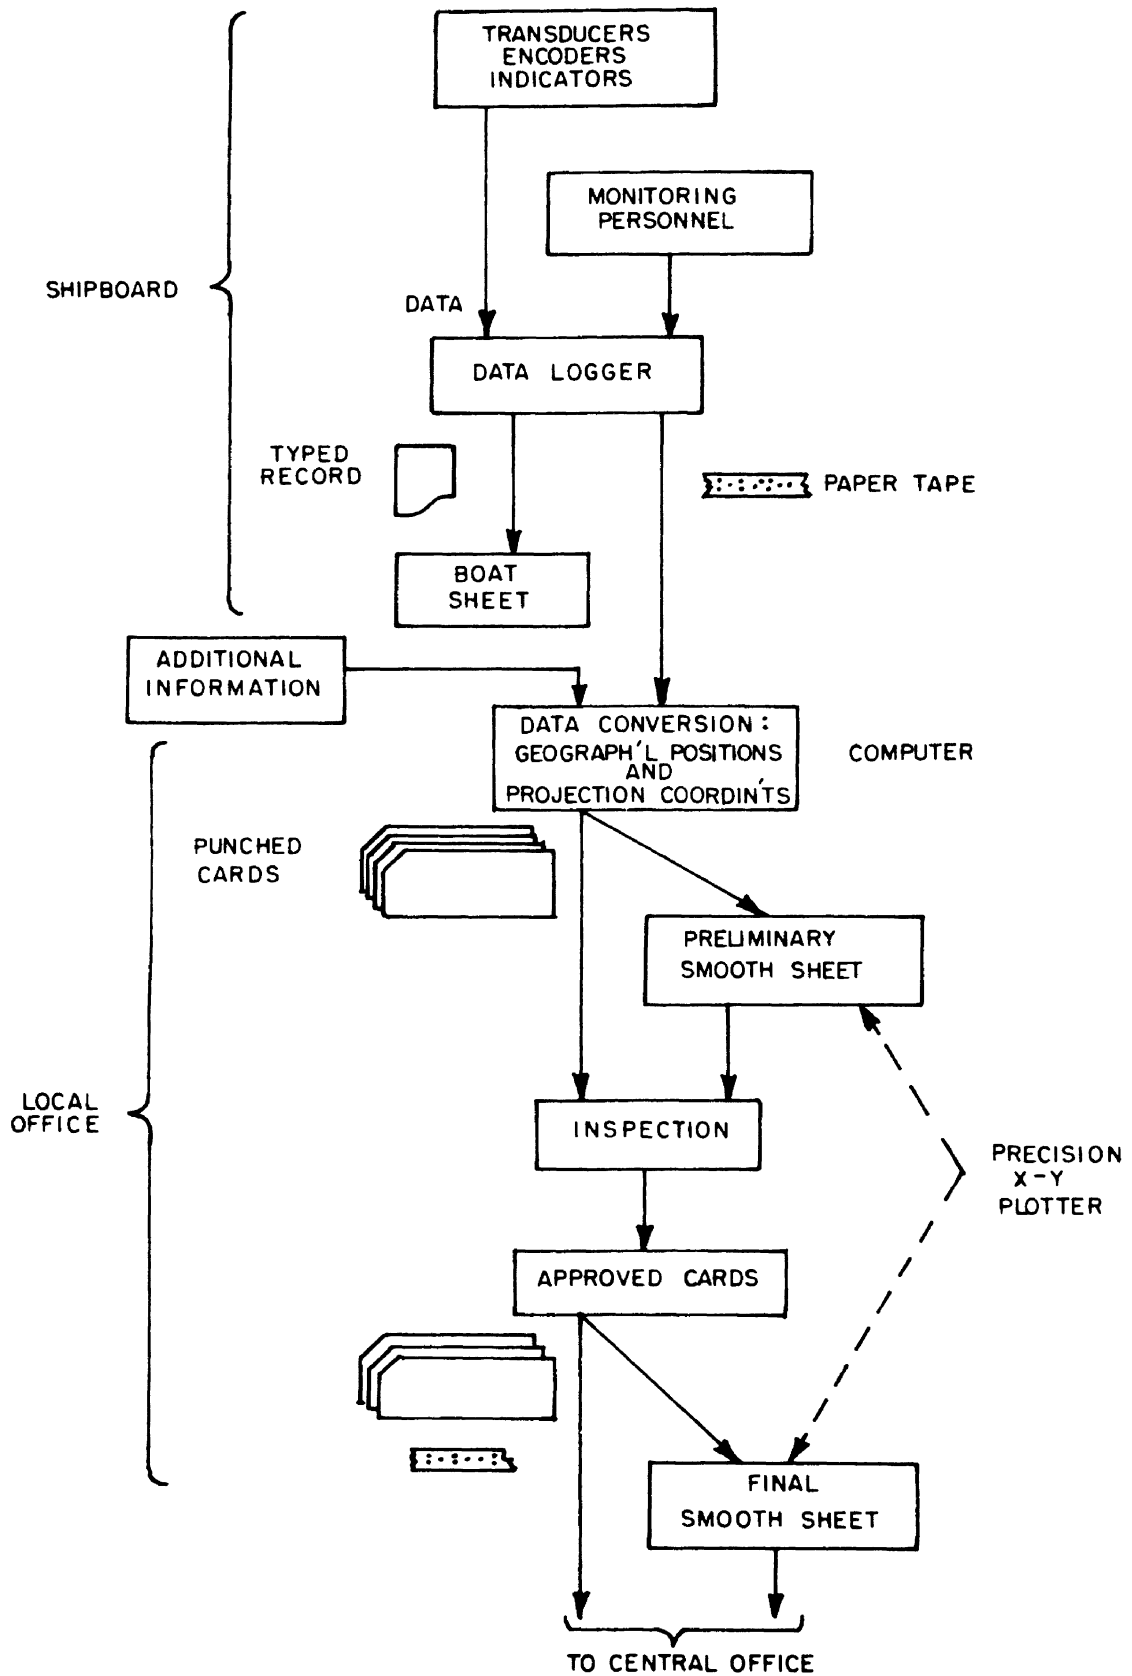 TRANSDUCERS
ENCODERS
INDICATORS
MONITORING
PERSONNEL
SHIPBOARD
DATA
DATA LOGGER
TYPED
RECORD
PAPER TAPE
BOAT
SHEET
ADDITIONAL
INFORMATION
DATA CONVERSION:
GEOGRAPH'L POSITIONS
AND
PROJECTION COORDIN'TS
COMPUTER
PUNCHED
CARDS
PRELIMINARY
SMOOTH SHEET
LOCAL
OFFICE
INSPECTION
PRECISION
X-Y
PLOTTER
APPROVED CARDS
FINAL
SMOOTH SHEET
TO CENTRAL OFFICE